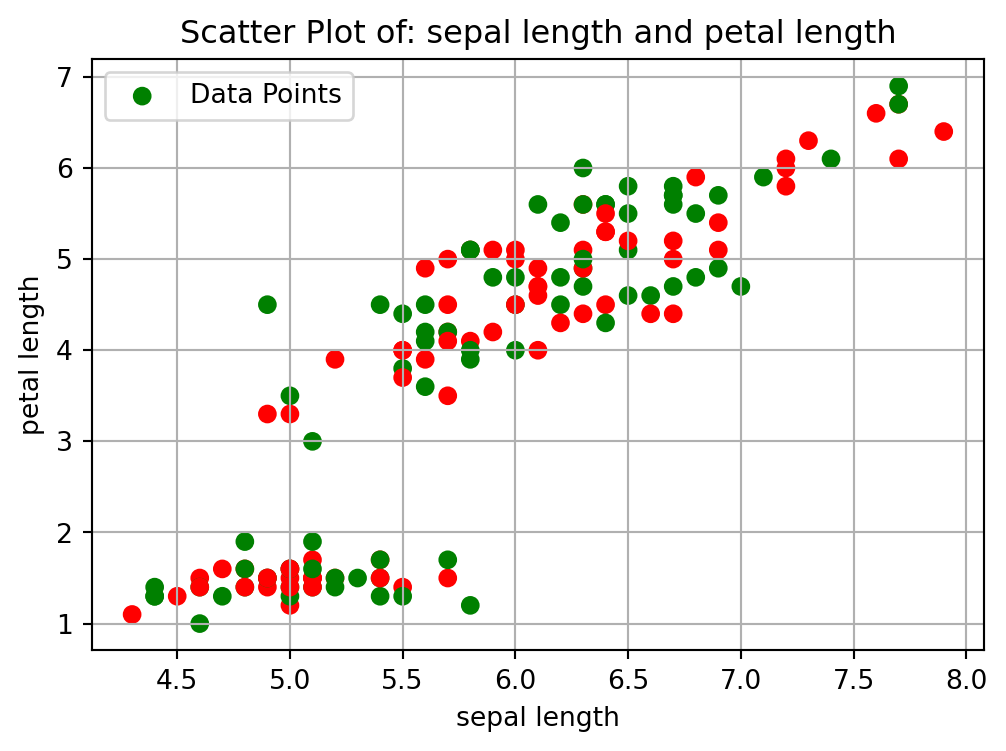 Scatter Plot of: sepal length and petal length
Data Points
petal length
7
6
5
4
3
2
1
4.5 5.0 5.5 6.0 6.5 7.0 7.5 8.0
sepal length